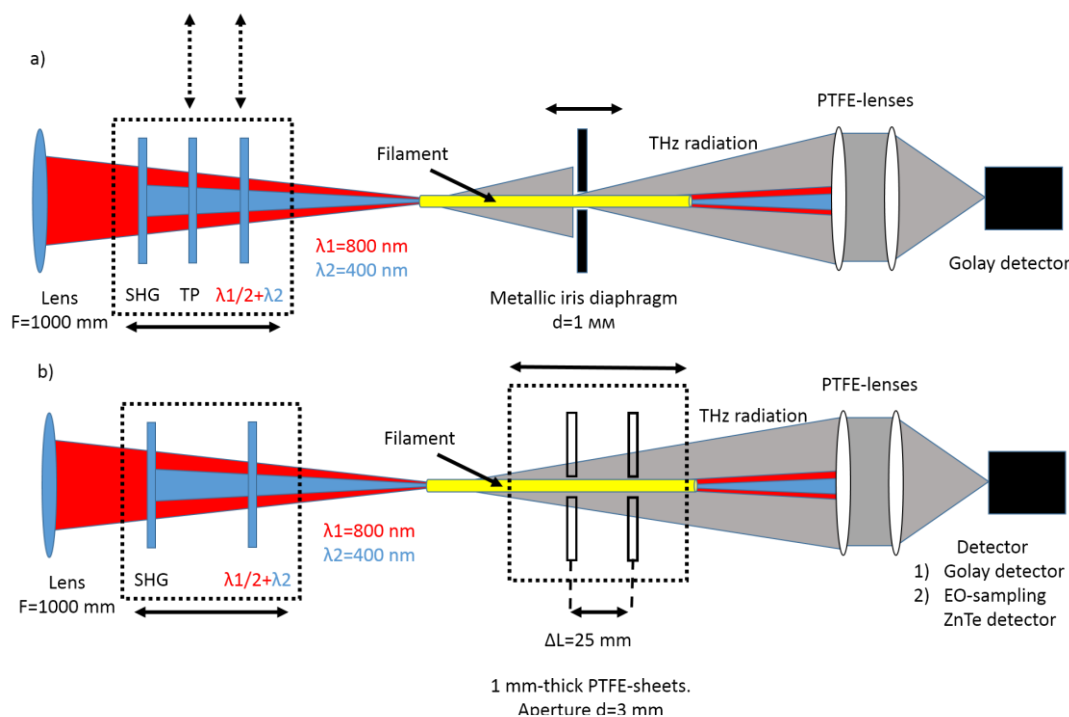 a)
PTFE-lenses
Filament
THz radiation
λ1=800 nm
λ2=400 nm
Golay detector
Lens
F=1000 mm
SHG TP λ1/2+λ2
Metallic iris diaphragm
d=1 мм
b)
PTFE-lenses
Filament
THz radiation
λ1=800 nm
λ2=400 nm
Lens
F=1000 mm
SHG λ1/2+λ2
Detector
1) Golay detector
2) EO-sampling
ZnTe detector
ΔL=25 mm
1 mm-thick PTFE-sheets.
Aperture d=3 mm